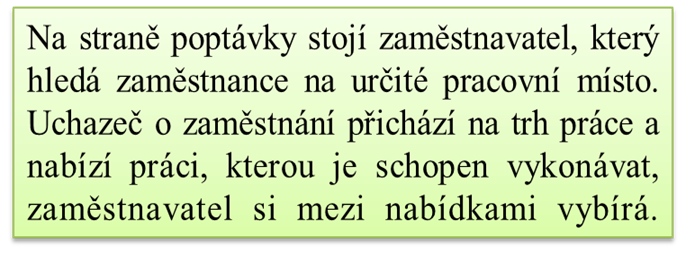 Na straně poptávky stojí zaměstnavatel, který
hledá zaměstnance na určité pracovní místo.
Uchazeč o zaměstnání přichází na trh práce a
nabízí práci, kterou je schopen vykonávat,
zaměstnavatel si mezi nabídkami vybírá.